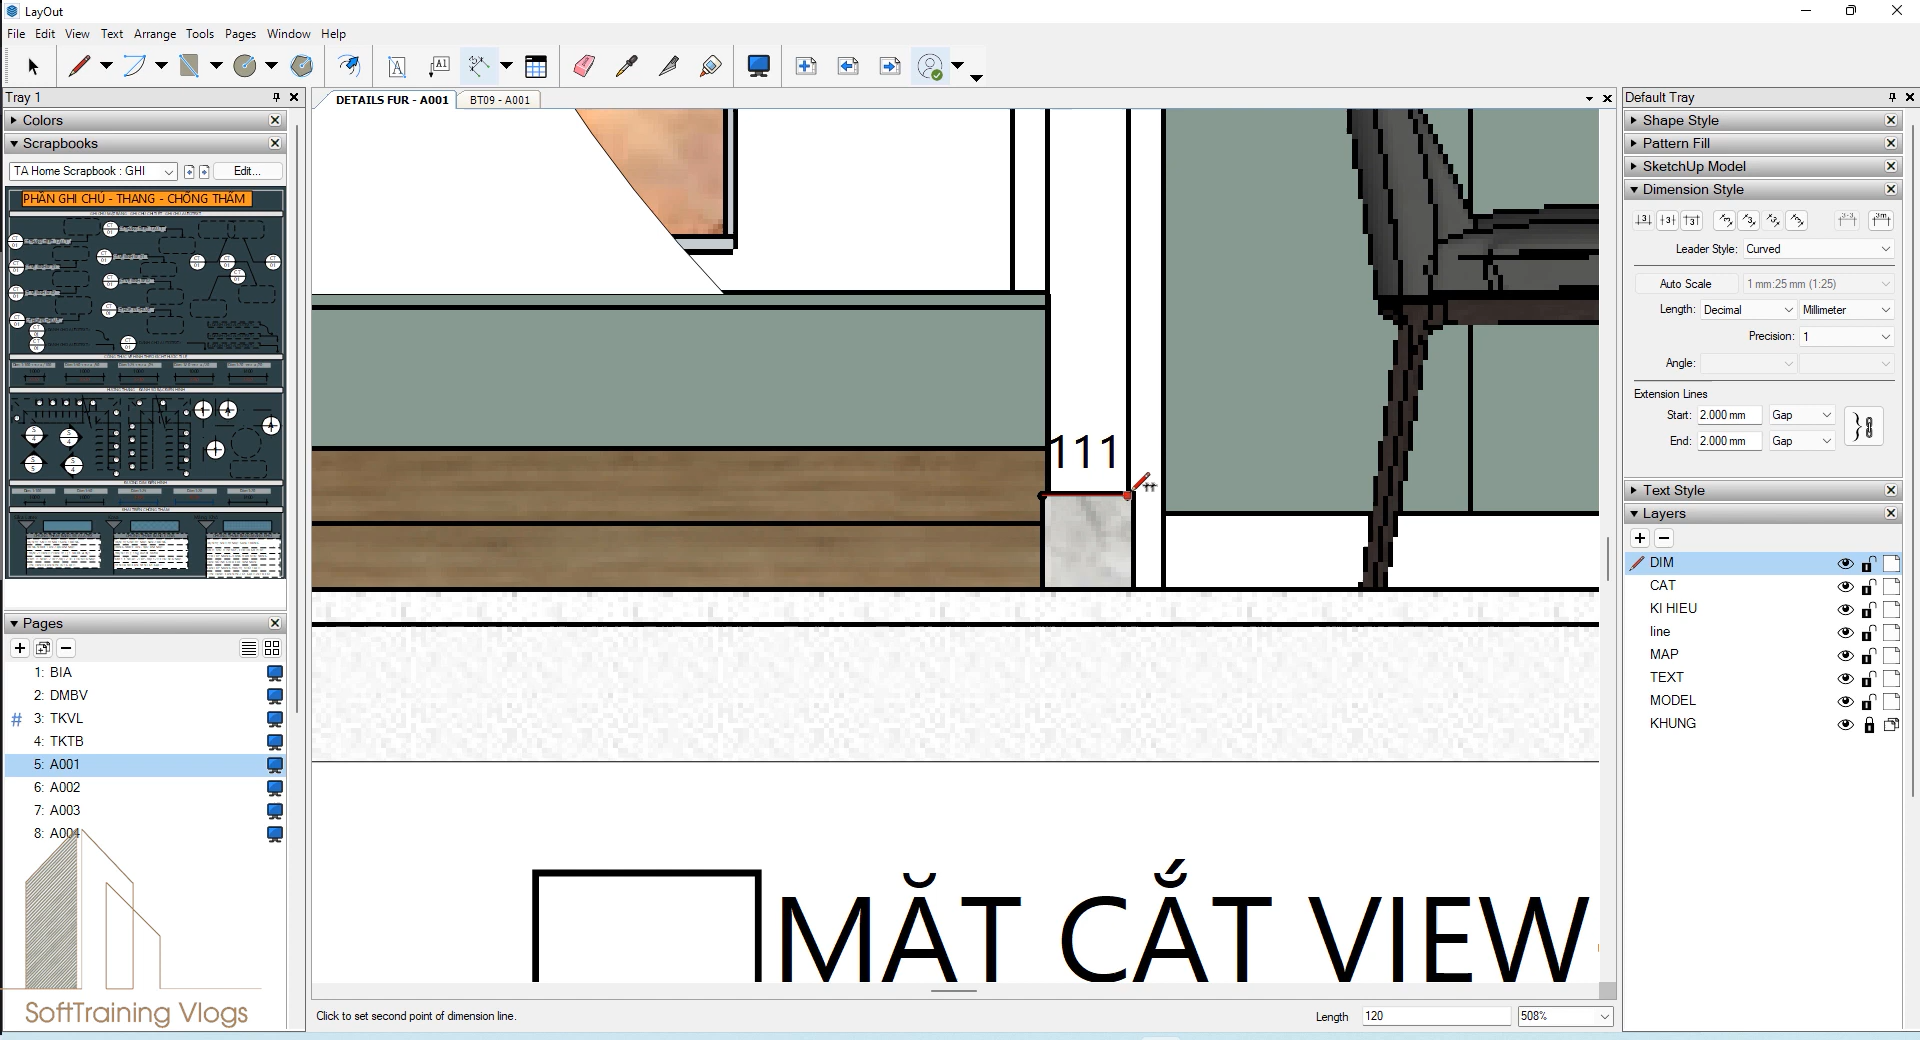 LayOut
File Edit View Text Arrange Tools Pages Window Help
Tray 1
Colors
Scrapbooks
TA Home Scrapbook : GHI
Edit...
PHẦN GHI CHÚ - THANG - CHỐNG THẤM
Pages
1: BIA
2: DMBV
# 3: TKVL
4: TKTB
5: A001
6: A002
7: A003
8: A004
SoftTraining Vlogs
DETAILS FUR - A001
BT09 - A001
111
MẶT CẮT VIEW
Click to set second point of dimension line.
Length 120
508%
Default Tray
Shape Style
Pattern Fill
SketchUp Model
Dimension Style
Leader Style: Curved
Auto Scale 1 mm:25 mm (1:25)
Length: Decimal Millimeter
Precision: 1
Angle:
Extension Lines
Start: 2.000 mm Gap
End: 2.000 mm Gap
Text Style
Layers
DIM
CAT
KI HIEU
line
MAP
TEXT
MODEL
KHUNG